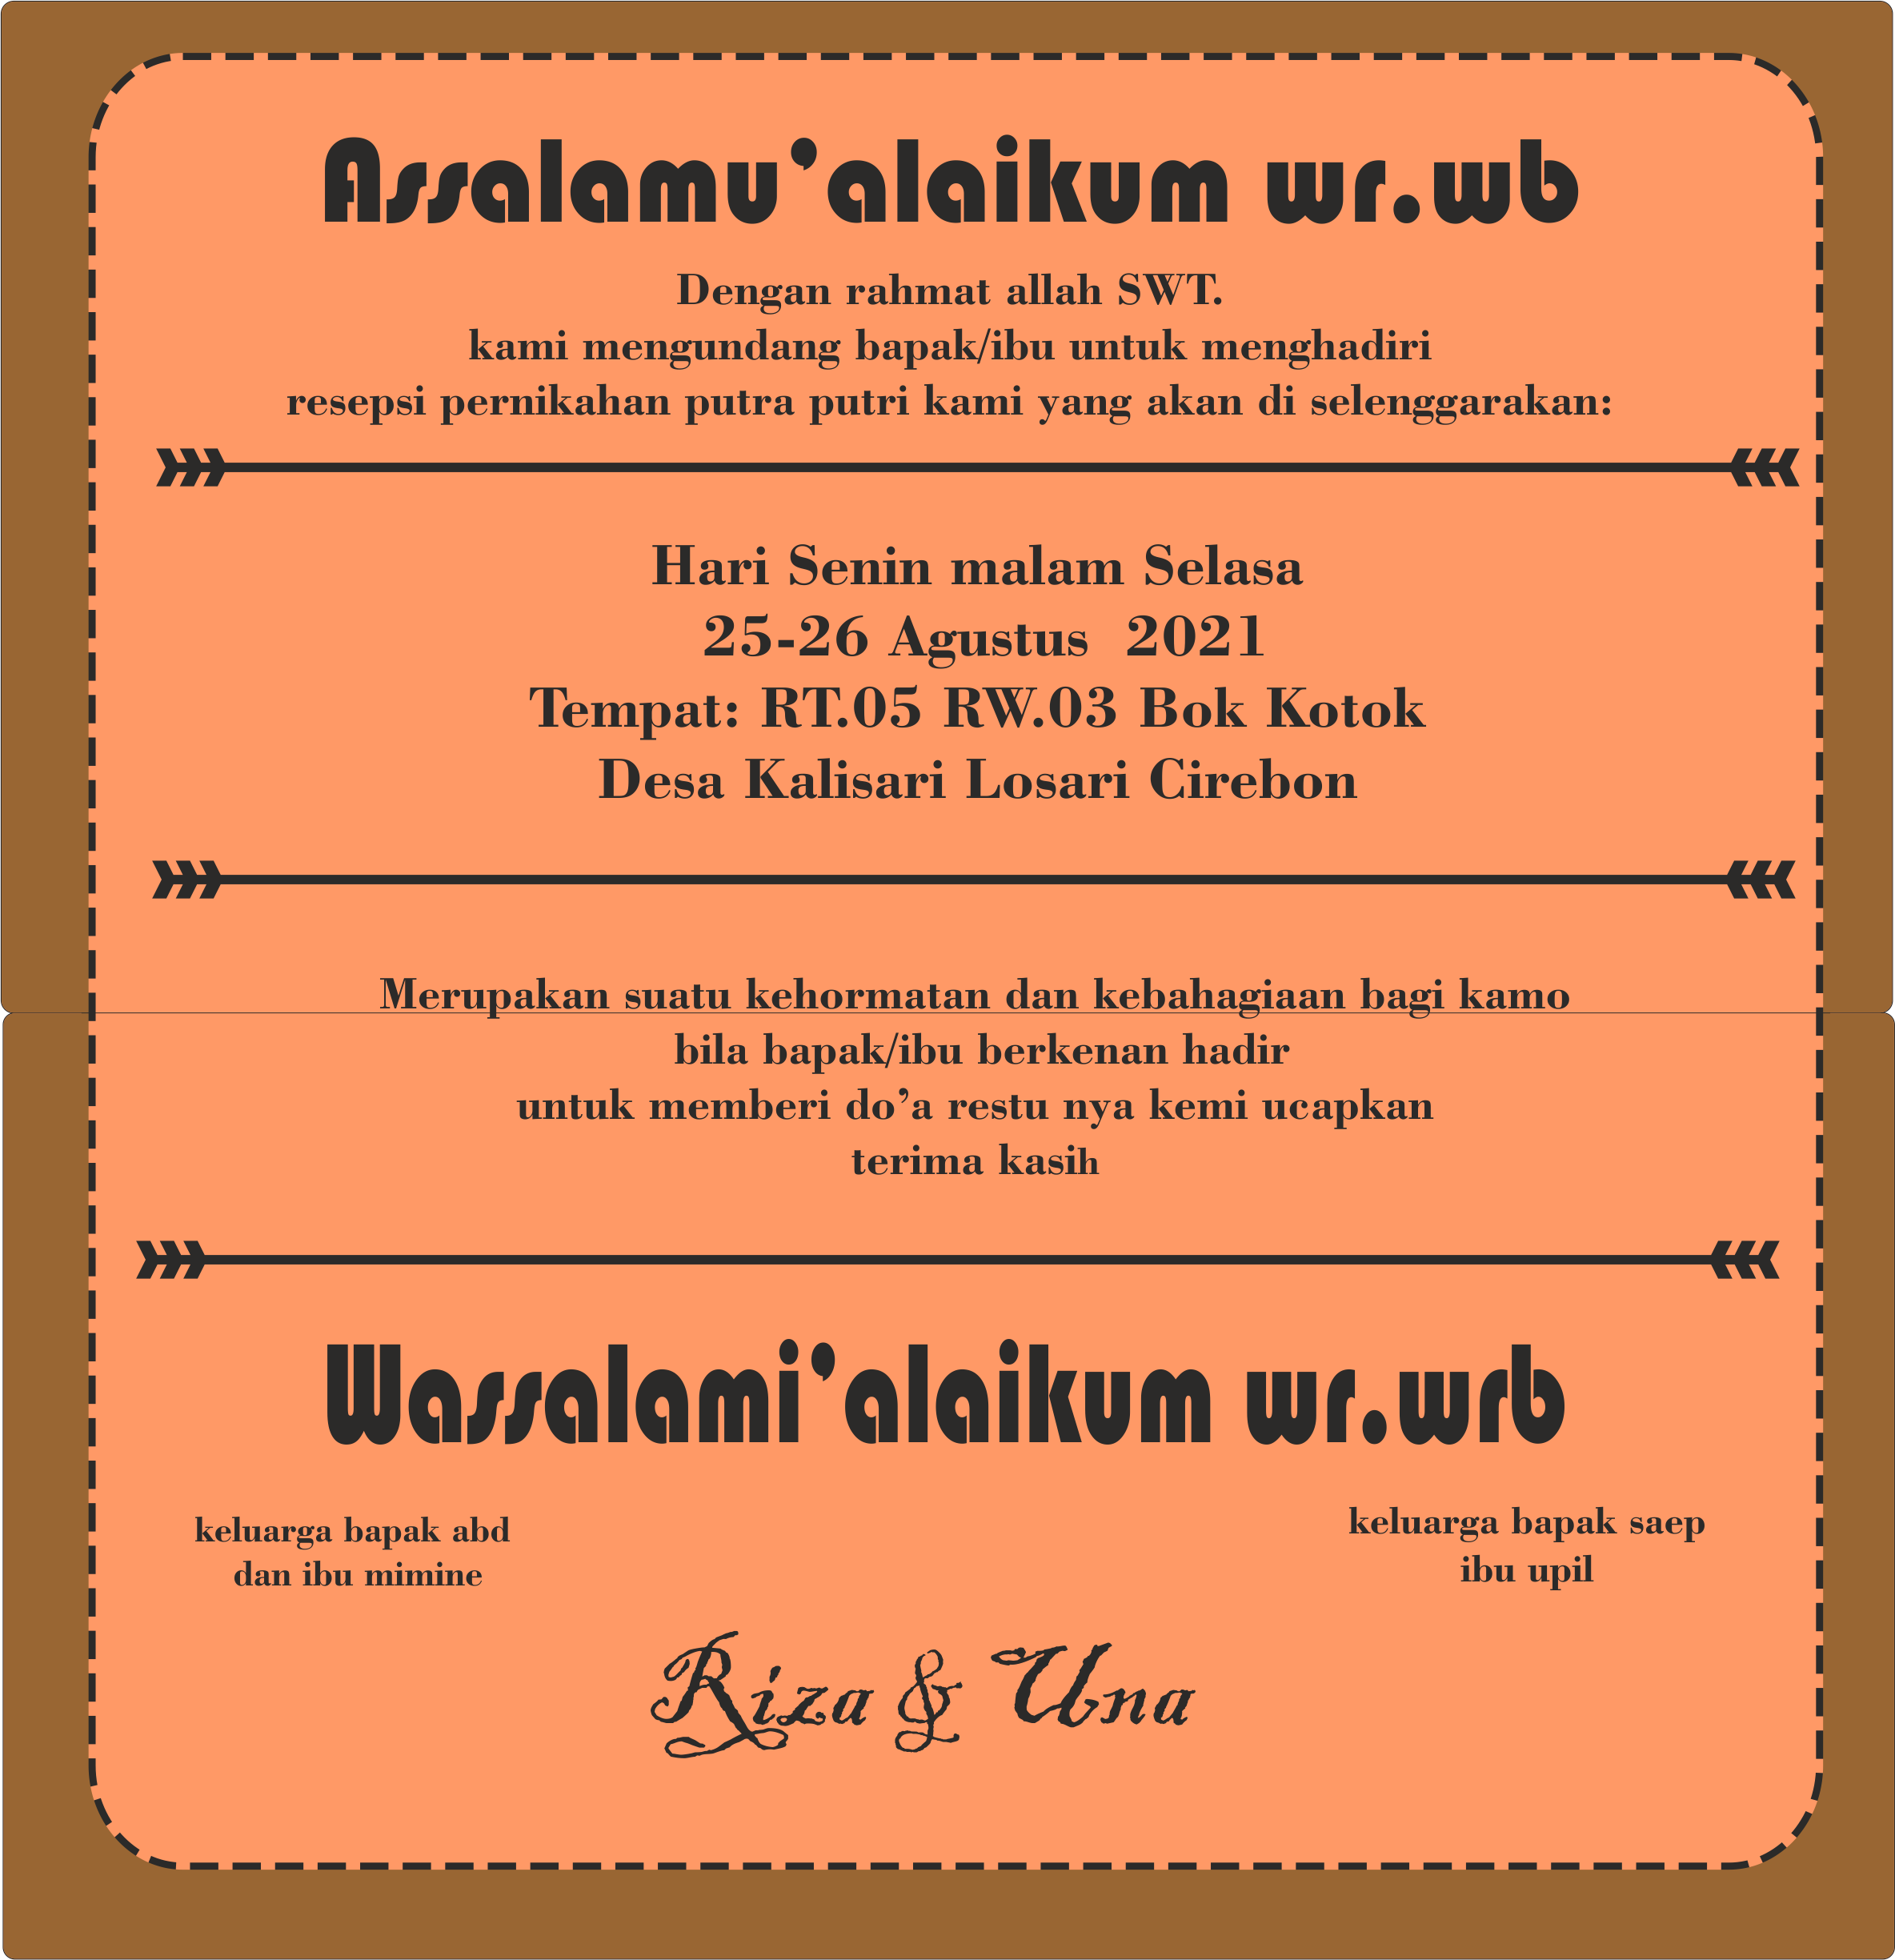 Assalamu’alaikum wr.wb
Dengan rahmat allah SWT.
kami mengundang bapak/ibu untuk menghadiri
resepsi pernikahan putra putri kami yang akan di selenggarakan:
Hari Senin malam Selasa
25-26 Agustus  2021
Tempat: RT.05 RW.03 Bok Kotok
Desa Kalisari Losari Cirebon
Merupakan suatu kehormatan dan kebahagiaan bagi kamo
bila bapak/ibu berkenan hadir
untuk memberi do’a restu nya kemi ucapkan
terima kasih
Wassalami’alaikum wr.wrb
keluarga bapak abd
dan ibu mimine
keluarga bapak saep
ibu upil
Riza & Una